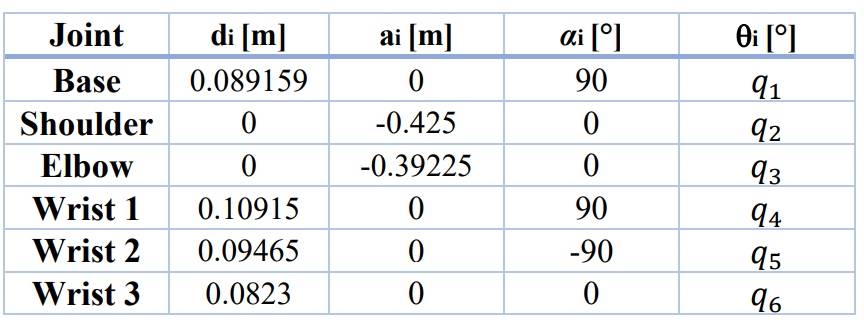 Joint di [m] ai [m] αi [°] θi [°]
Base 0.089159 0 90 q1
Shoulder 0 -0.425 0 q2
Elbow 0 -0.39225 0 q3
Wrist 1 0.10915 0 90 q4
Wrist 2 0.09465 0 -90 q5
Wrist 3 0.0823 0 0 q6